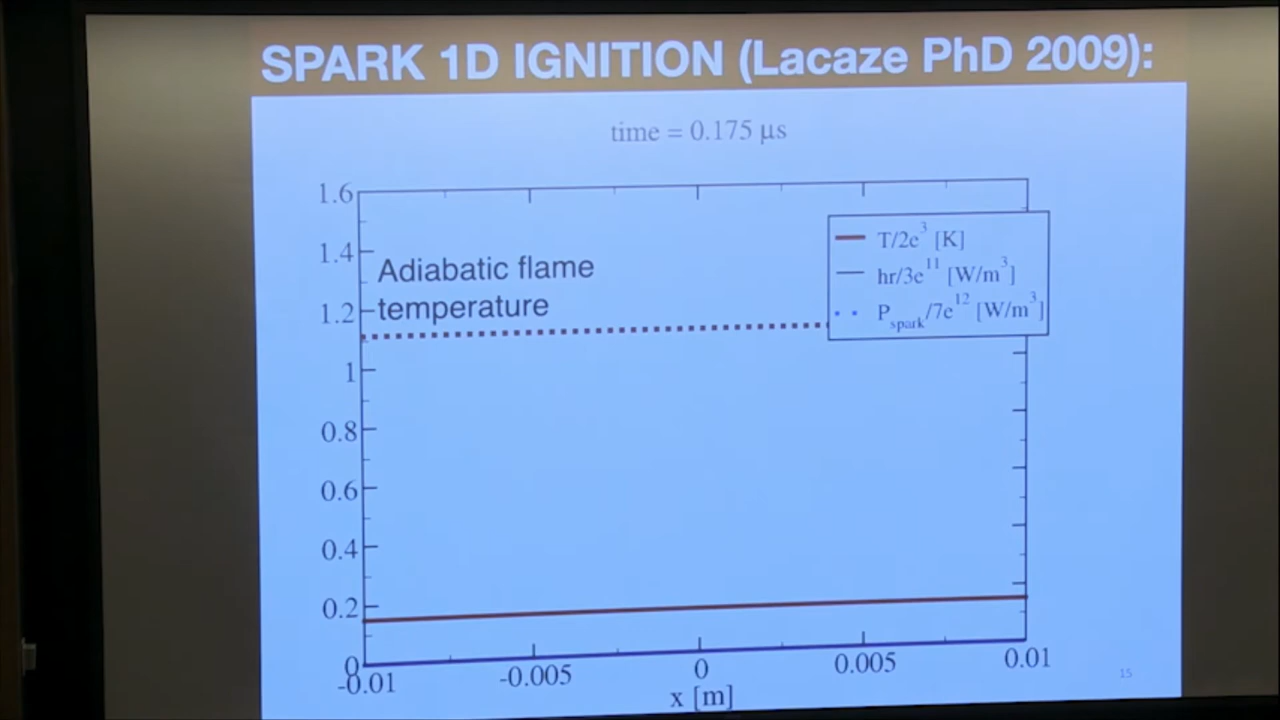 SPARK 1D IGNITION (Lacaze PhD 2009):
time = 0.175 μs
1.6
1.4
1.2
1
0.8
0.6
0.4
0.2
0
Adiabatic flame
temperature
T/2e³ [K]
hr/3e¹¹ [W/m³]
P_spark/7e¹² [W/m³]
-0.01
-0.005
0
0.005
0.01
x [m]
15